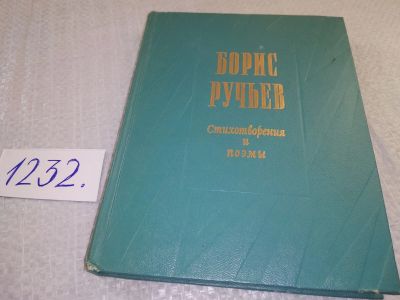 БОРИС
РУЧЬЕВ
Стихотворения
и
поэмы
1232.